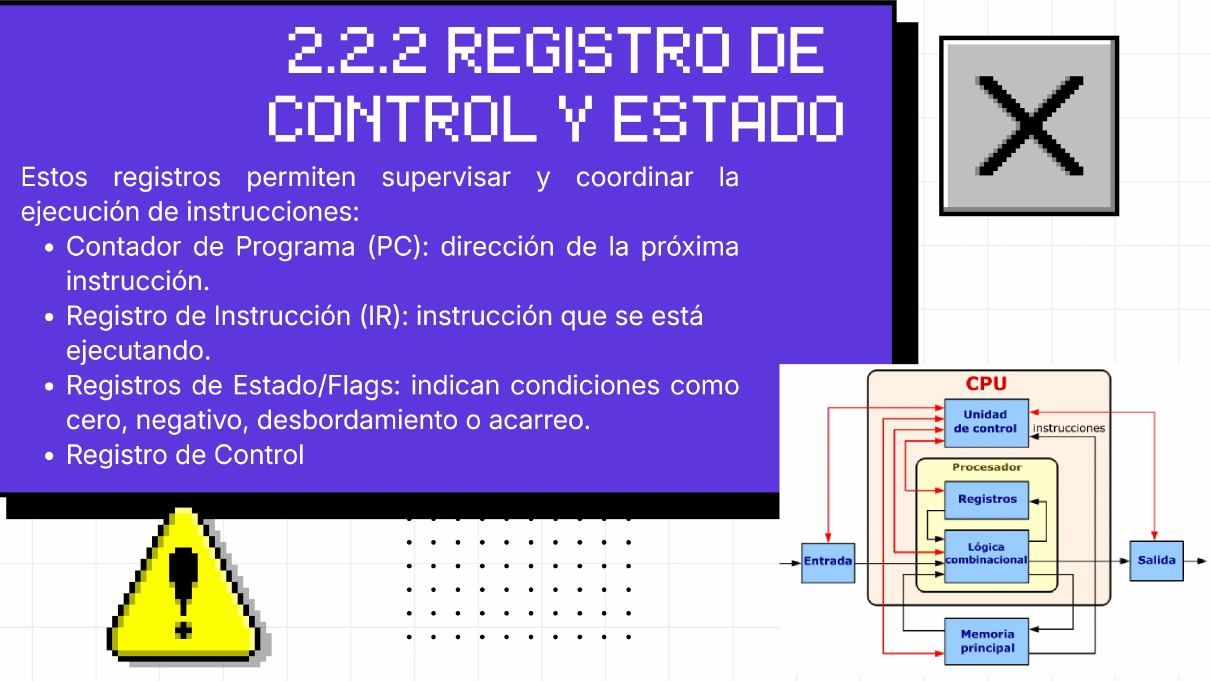 2.2.2 REGISTRO DE
CONTROL Y ESTADO
Estos registros permiten supervisar y coordinar la
ejecución de instrucciones:
• Contador de Programa (PC): dirección de la próxima
instrucción.
• Registro de Instrucción (IR): instrucción que se está
ejecutando.
• Registros de Estado/Flags: indican condiciones como
cero, negativo, desbordamiento o acarreo.
• Registro de Control
CPU
Unidad
de control
instrucciones
Procesador
Registros
Lógica
combinacional
Entrada
Salida
Memoria
principal